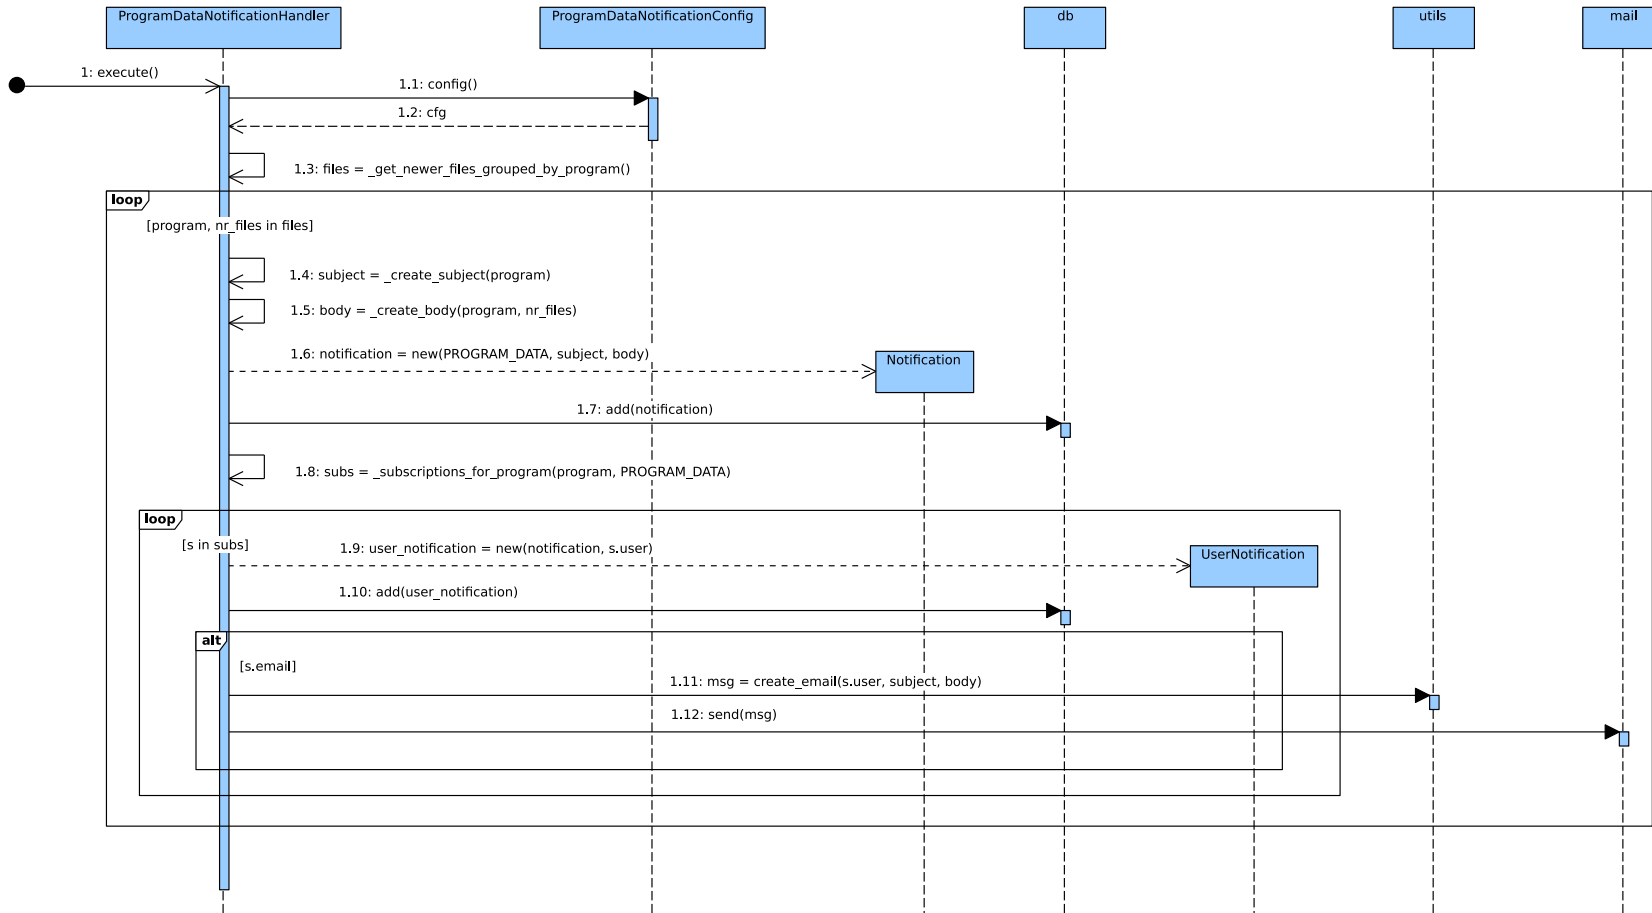 ProgramDataNotificationHandler
ProgramDataNotificationConfig
db
utils
mail
1: execute()
1.1: config()
1.2: cfg
1.3: files = _get_newer_files_grouped_by_program()
loop
[program, nr_files in files]
1.4: subject = _create_subject(program)
1.5: body = _create_body(program, nr_files)
1.6: notification = new(PROGRAM_DATA, subject, body)
Notification
1.7: add(notification)
1.8: subs = _subscriptions_for_program(program, PROGRAM_DATA)
loop
[s in subs]
1.9: user_notification = new(notification, s.user)
UserNotification
1.10: add(user_notification)
alt
[s.email]
1.11: msg = create_email(s.user, subject, body)
1.12: send(msg)